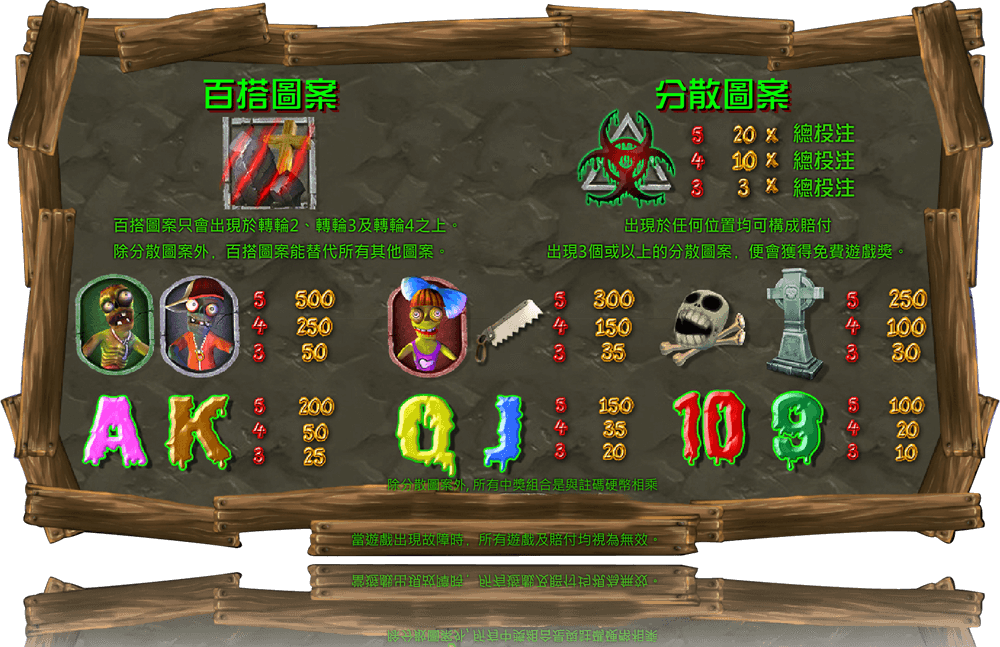 百搭圖案
分散圖案
5 20 x 總投注
4 10 x 總投注
3 3 x 總投注
百搭圖案只會出現於轉輪2、轉輪3及轉輪4之上。
除分散圖案外，百搭圖案能替代所有其他圖案。
出現於任何位置均可構成賠付
出現3個或以上的分散圖案，便會獲得免費遊戲獎。
5 500
4 250
3 50
5 300
4 150
3 35
5 250
4 100
3 30
A K
5 200
4 50
3 25
Q J
5 150
4 35
3 20
10 9
5 100
4 20
3 10
除分散圖案外, 所有中獎組合是與註碼硬幣相乘
當遊戲出現故障時，所有遊戲及賠付均視為無效。